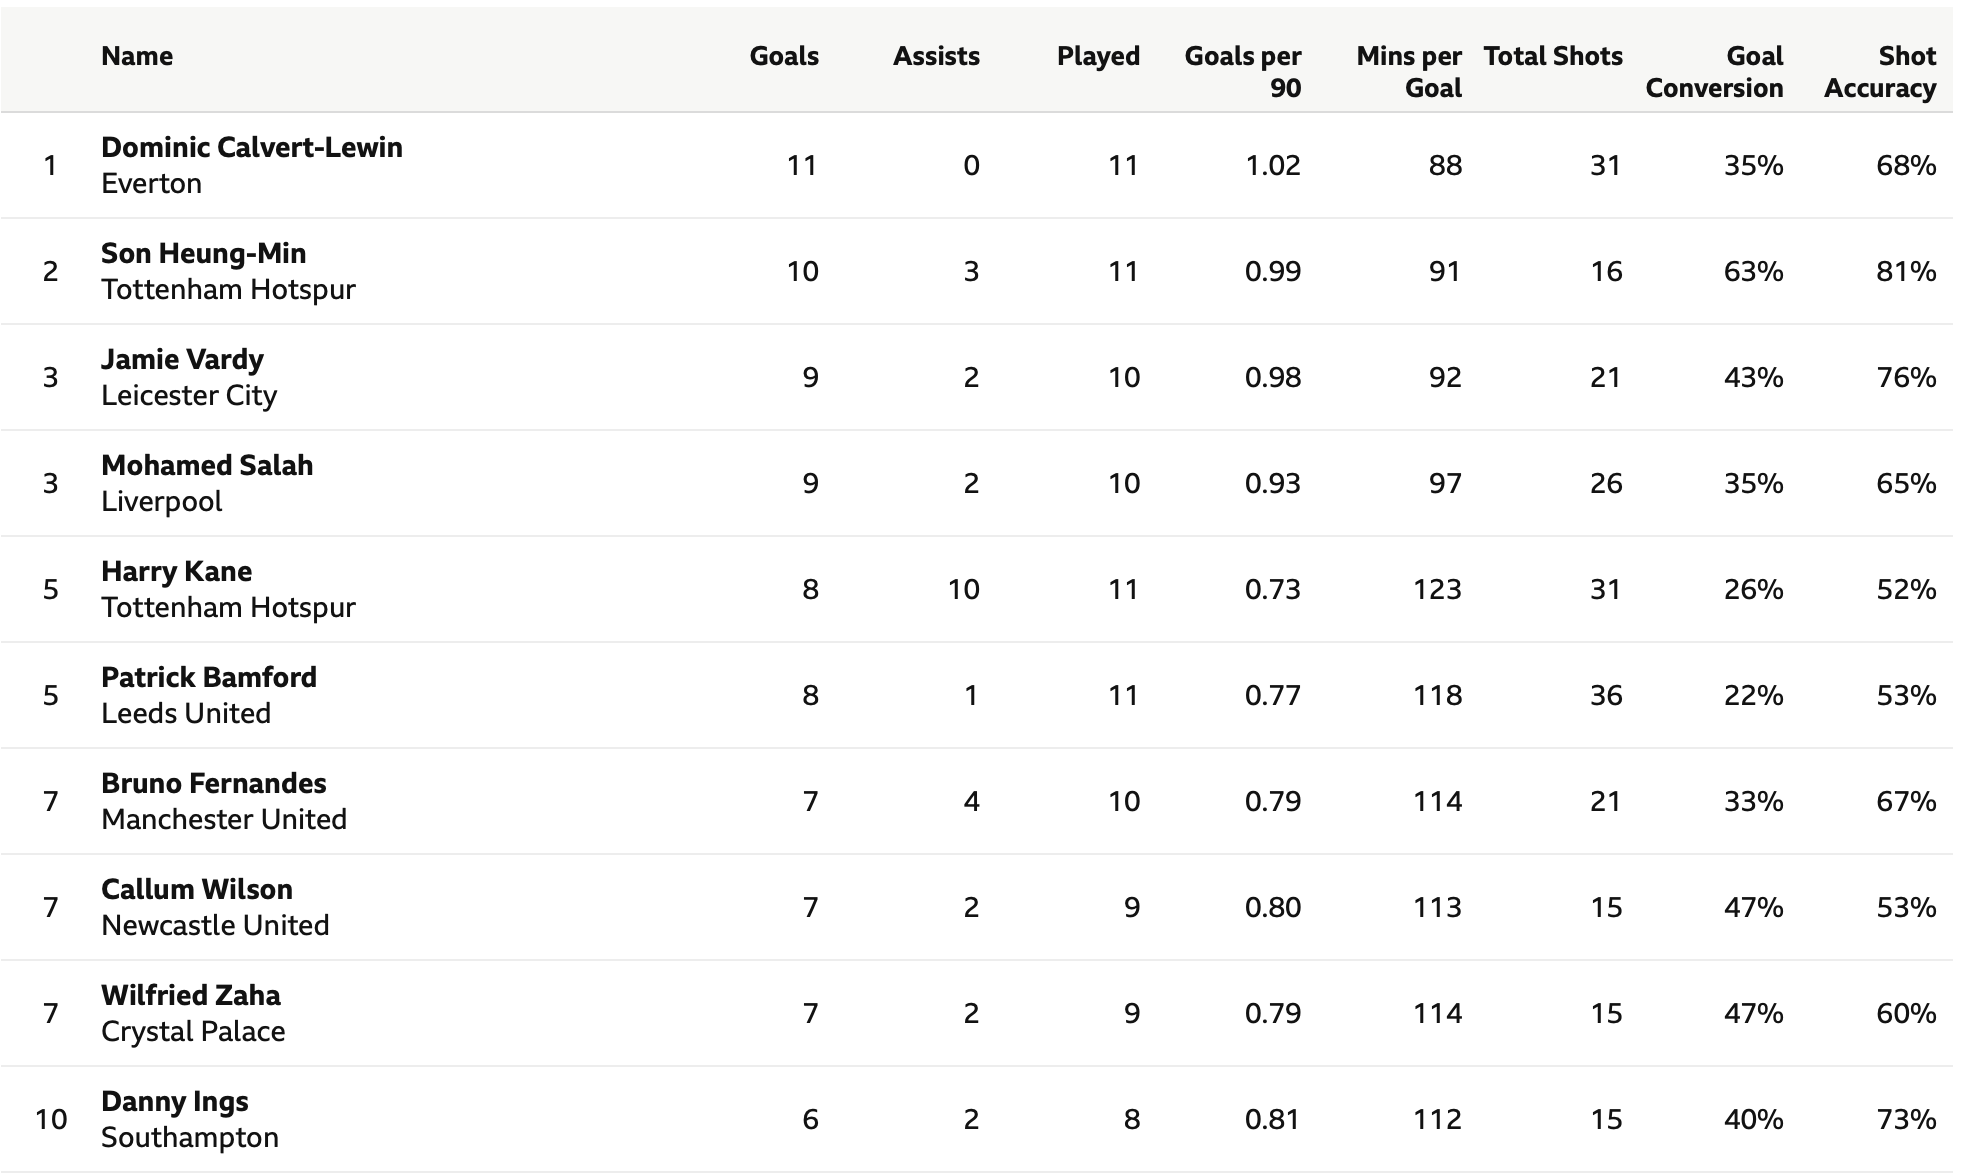 Name Goals Assists Played Goals per 90 Mins per Goal Total Shots Goal Conversion Shot Accuracy
1 Dominic Calvert-Lewin Everton 11 0 11 1.02 88 31 35% 68%
2 Son Heung-Min Tottenham Hotspur 10 3 11 0.99 91 16 63% 81%
3 Jamie Vardy Leicester City 9 2 10 0.98 92 21 43% 76%
3 Mohamed Salah Liverpool 9 2 10 0.93 97 26 35% 65%
5 Harry Kane Tottenham Hotspur 8 10 11 0.73 123 31 26% 52%
5 Patrick Bamford Leeds United 8 1 11 0.77 118 36 22% 53%
7 Bruno Fernandes Manchester United 7 4 10 0.79 114 21 33% 67%
7 Callum Wilson Newcastle United 7 2 9 0.80 113 15 47% 53%
7 Wilfried Zaha Crystal Palace 7 2 9 0.79 114 15 47% 60%
10 Danny Ings Southampton 6 2 8 0.81 112 15 40% 73%